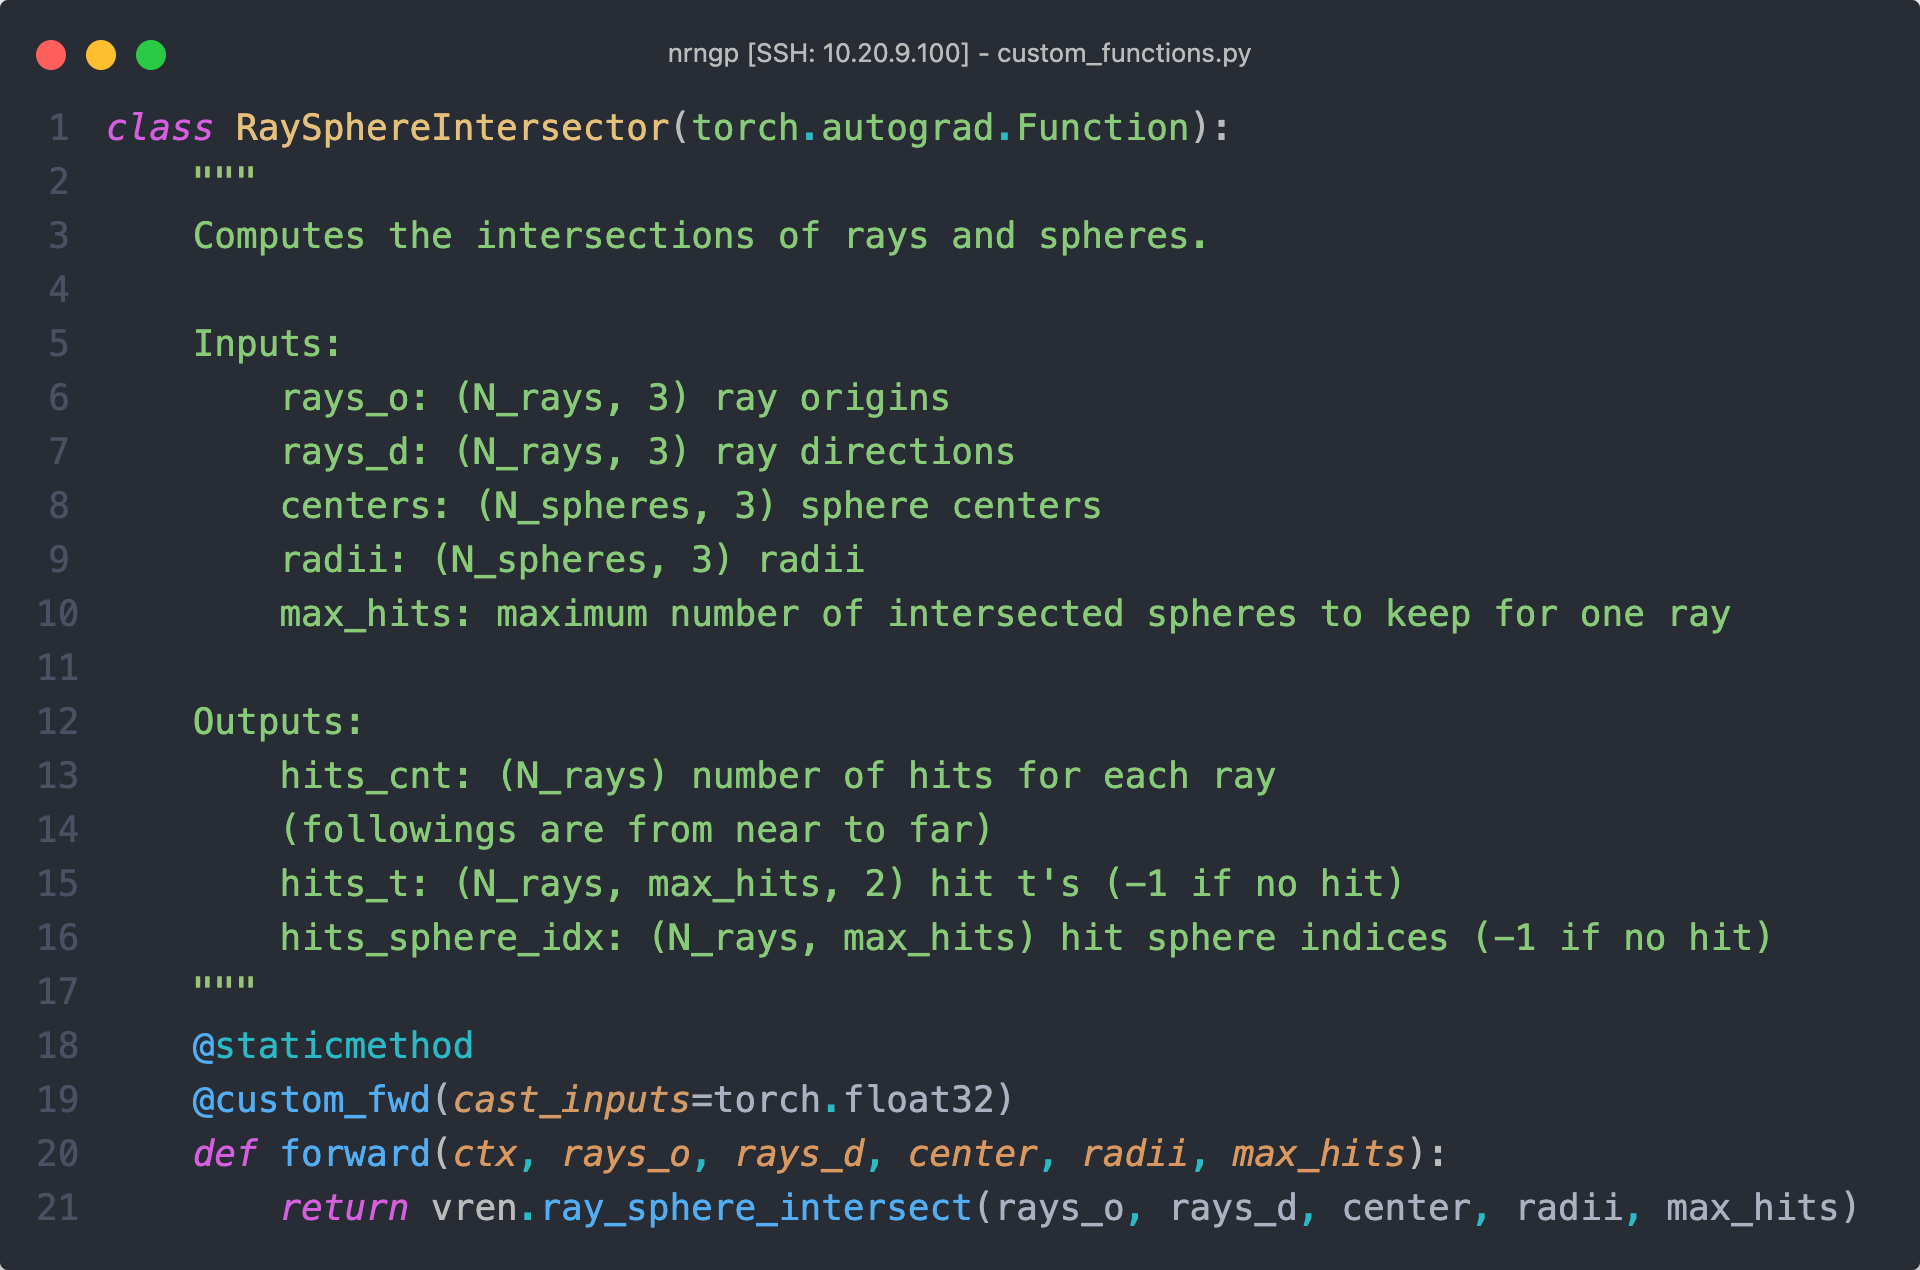 nrngp [SSH: 10.20.9.100] - custom_functions.py
1 class RaySphereIntersector(torch.autograd.Function):
2     """
3     Computes the intersections of rays and spheres.
4
5     Inputs:
6         rays_o: (N_rays, 3) ray origins
7         rays_d: (N_rays, 3) ray directions
8         centers: (N_spheres, 3) sphere centers
9         radii: (N_spheres, 3) radii
10         max_hits: maximum number of intersected spheres to keep for one ray
11
12     Outputs:
13         hits_cnt: (N_rays) number of hits for each ray
14         (followings are from near to far)
15         hits_t: (N_rays, max_hits, 2) hit t's (-1 if no hit)
16         hits_sphere_idx: (N_rays, max_hits) hit sphere indices (-1 if no hit)
17     """
18     @staticmethod
19     @custom_fwd(cast_inputs=torch.float32)
20     def forward(ctx, rays_o, rays_d, center, radii, max_hits):
21         return vren.ray_sphere_intersect(rays_o, rays_d, center, radii, max_hits)